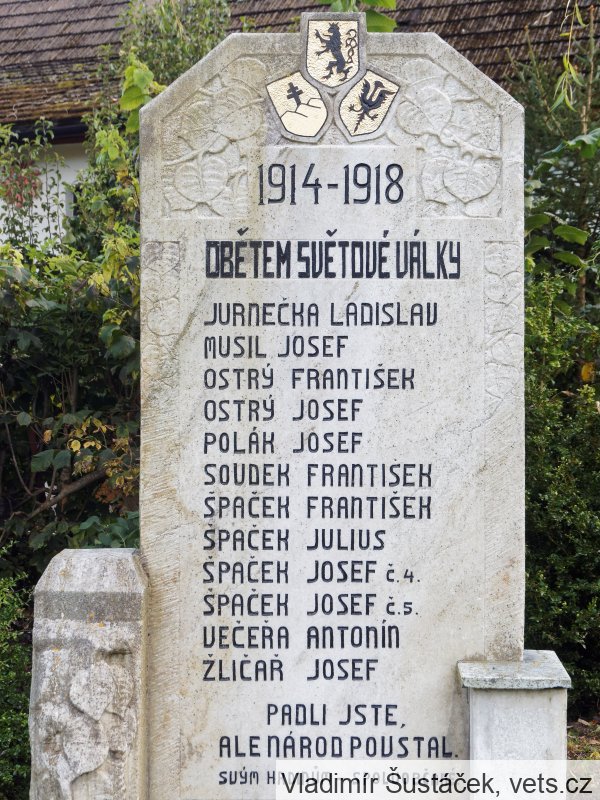 1914-1918
OBĚTEM SVĚTOVÉ VÁLKY
JURNEČKA LADISLAV
MUSIL JOSEF
OSTRÝ FRANTIŠEK
OSTRÝ JOSEF
POLÁK JOSEF
SOUDEK FRANTIŠEK
ŠPAČEK FRANTIŠEK
ŠPAČEK JULIUS
ŠPAČEK JOSEF č.4.
ŠPAČEK JOSEF č.5.
VEČEŘA ANTONÍN
ŽLIČAŘ JOSEF
PADLI JSTE,
ALE NÁROD POVSTAL.
SVÝM
Vladimír Šustáček, vets.cz